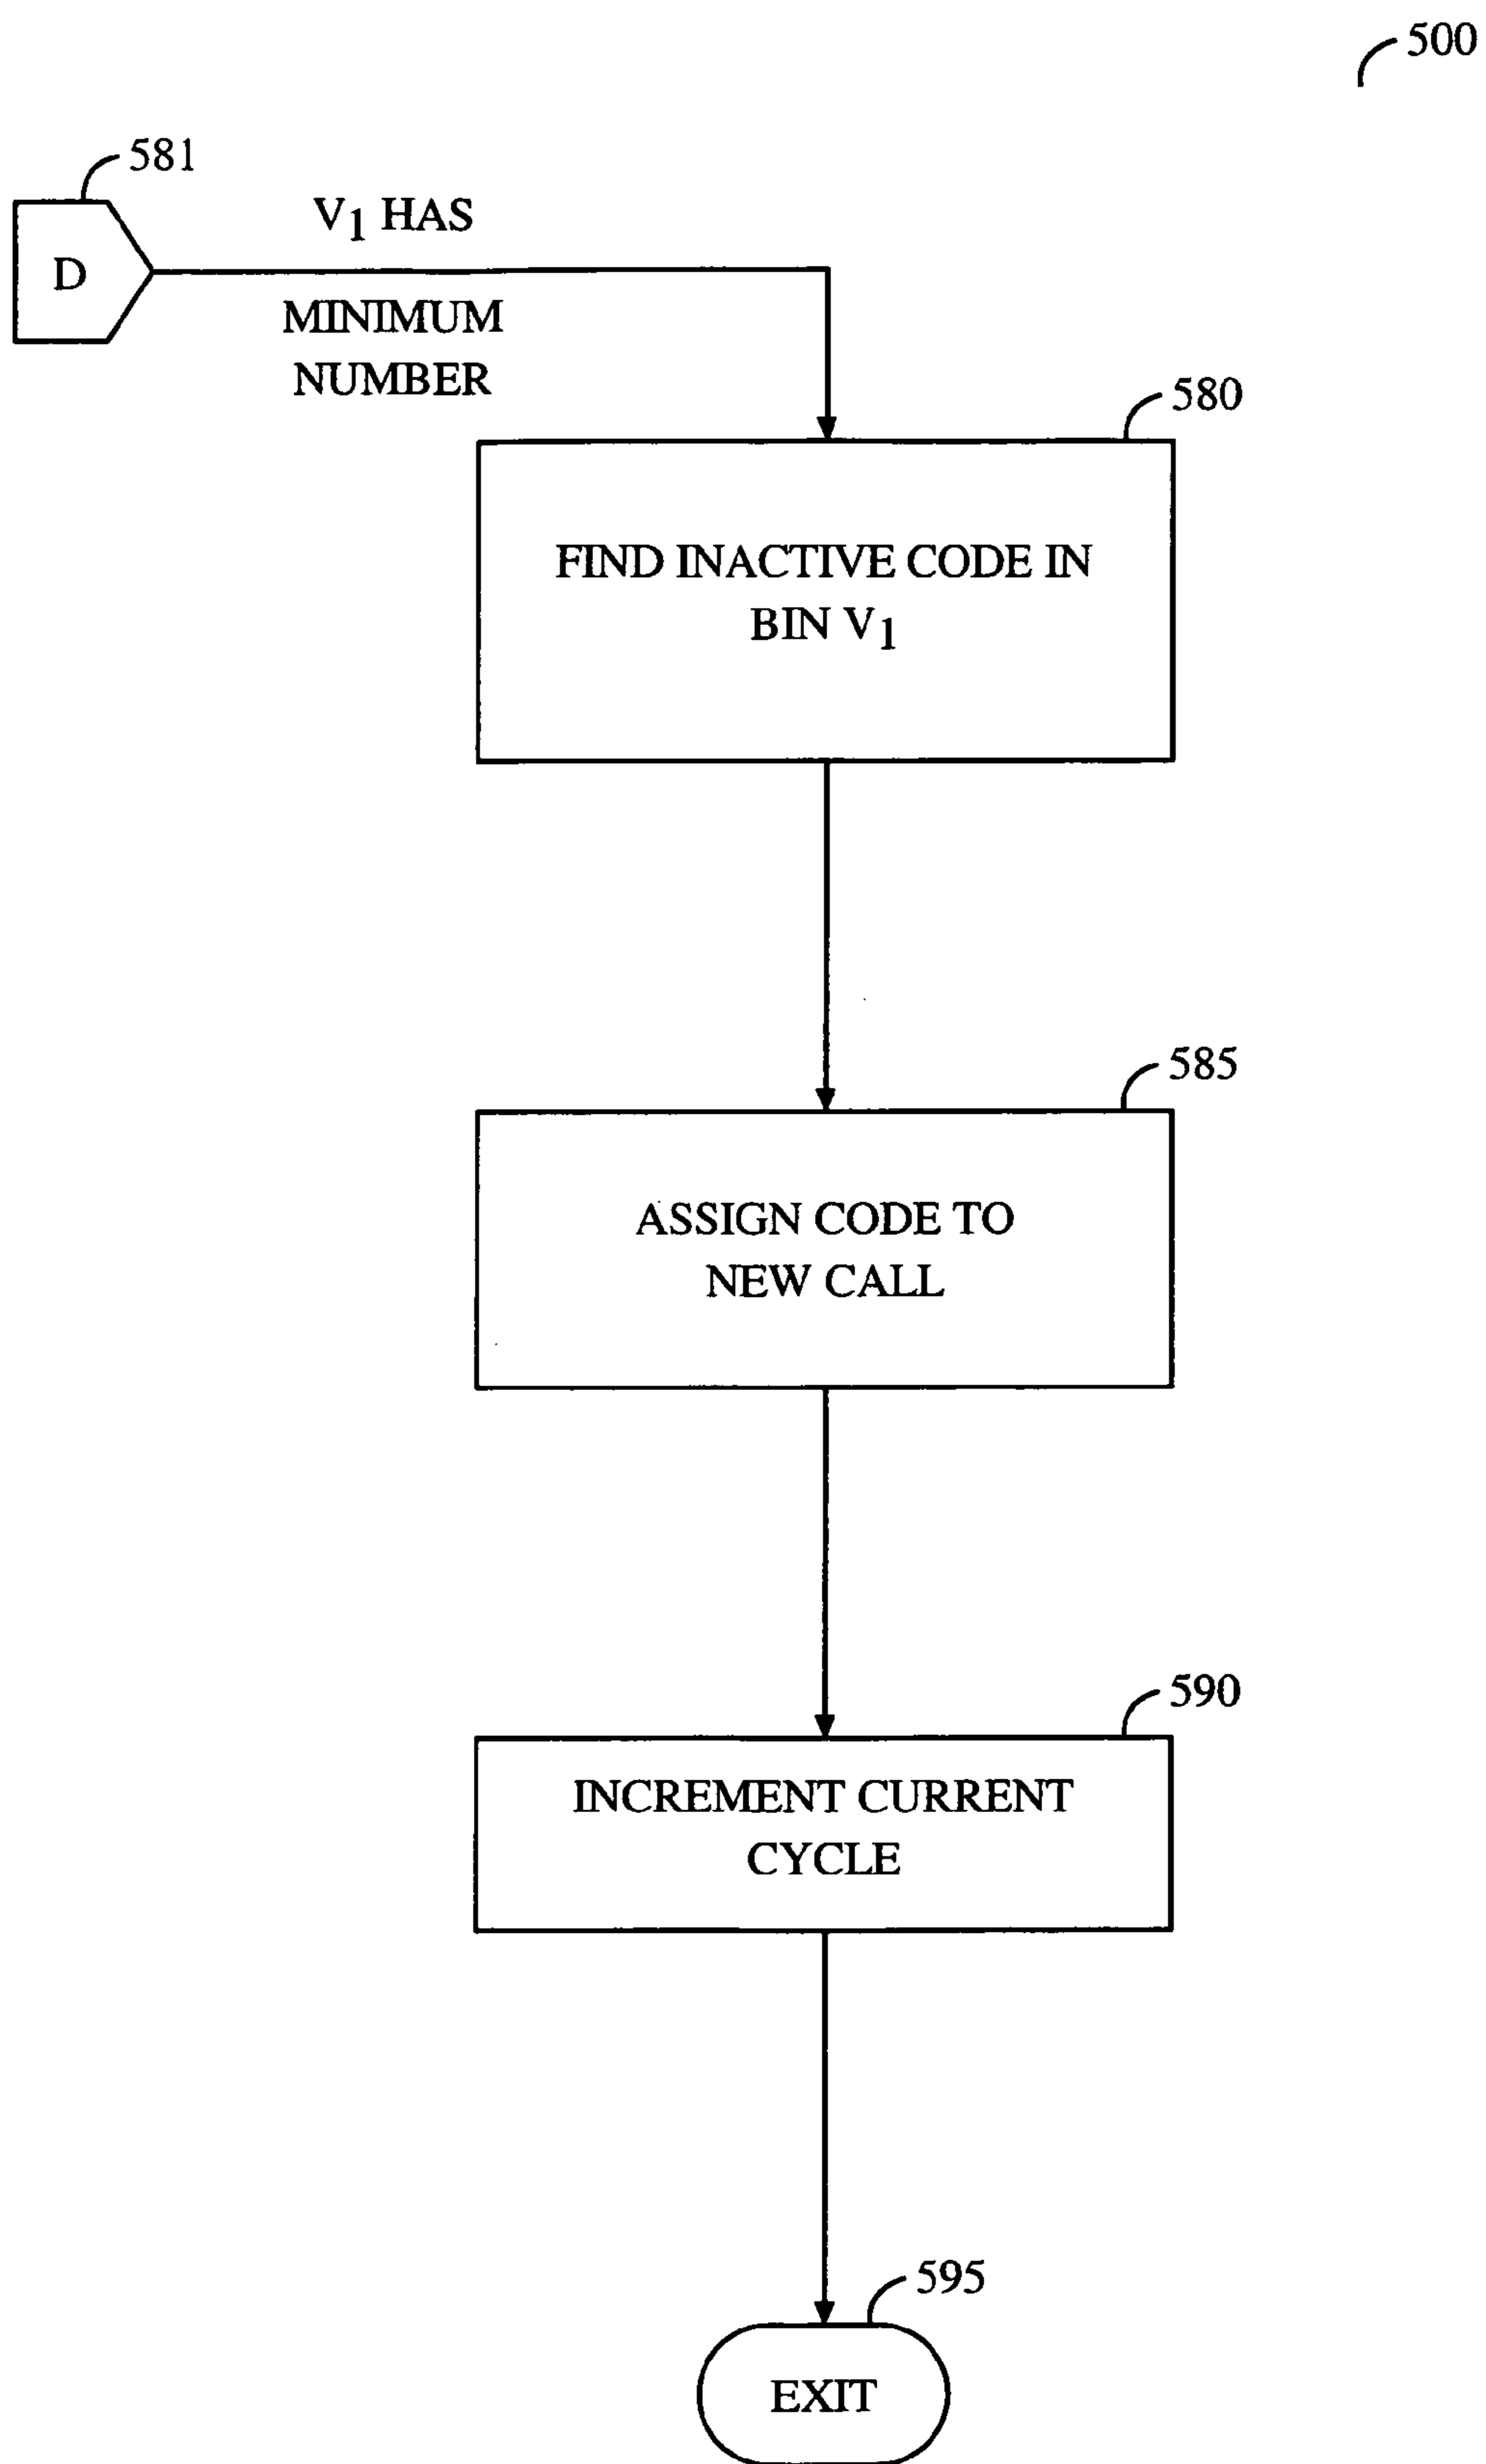 500
581
D
V1 HAS
MINIMUM
NUMBER
580
FIND INACTIVE CODE IN
BIN V1
585
ASSIGN CODE TO
NEW CALL
590
INCREMENT CURRENT
CYCLE
595
EXIT